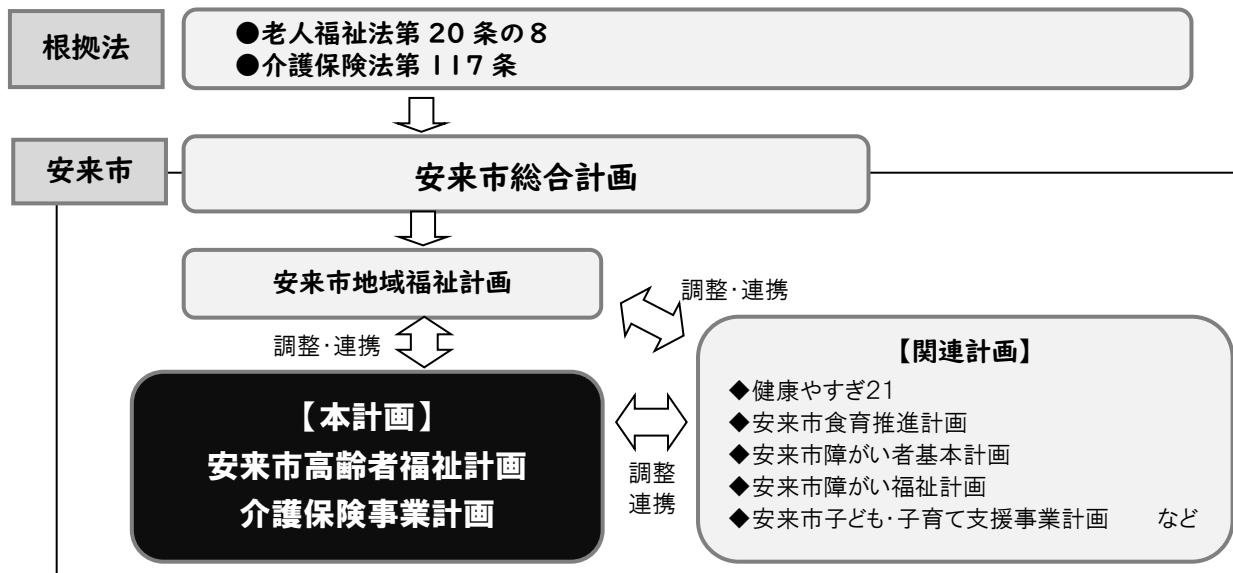 根拠法
●老人福祉法第 20 条の8
●介護保険法第 117 条
安来市
安来市総合計画
安来市地域福祉計画
調整・連携
調整・連携
【本計画】
安来市高齢者福祉計画
介護保険事業計画
調整
連携
【関連計画】
◆健康やすぎ21
◆安来市食育推進計画
◆安来市障がい者基本計画
◆安来市障がい福祉計画
◆安来市子ども・子育て支援事業計画　　など